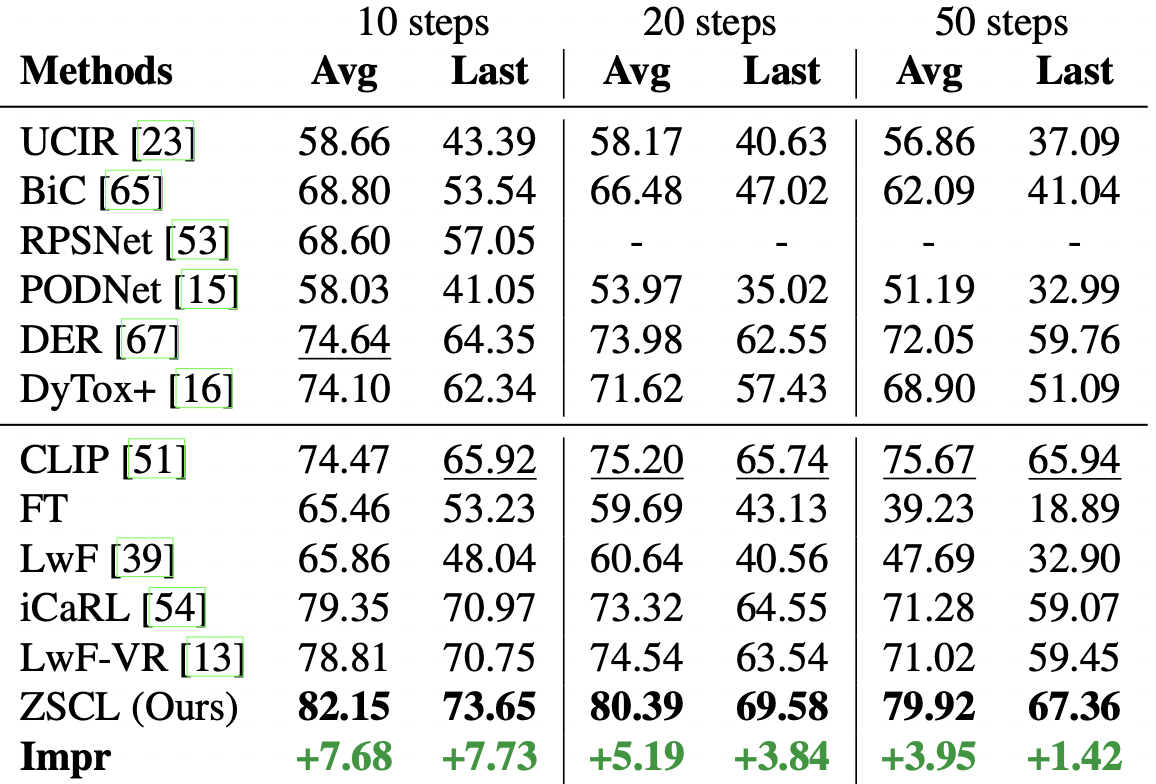 10 steps 20 steps 50 steps
Methods Avg Last Avg Last Avg Last
UCIR [23] 58.66 43.39 58.17 40.63 56.86 37.09
BiC [65] 68.80 53.54 66.48 47.02 62.09 41.04
RPSNet [53] 68.60 57.05 - - - -
PODNet [15] 58.03 41.05 53.97 35.02 51.19 32.99
DER [67] 74.64 64.35 73.98 62.55 72.05 59.76
DyTox+ [16] 74.10 62.34 71.62 57.43 68.90 51.09
CLIP [51] 74.47 65.92 75.20 65.74 75.67 65.94
FT 65.46 53.23 59.69 43.13 39.23 18.89
LwF [39] 65.86 48.04 60.64 40.56 47.69 32.90
iCaRL [54] 79.35 70.97 73.32 64.55 71.28 59.07
LwF-VR [13] 78.81 70.75 74.54 63.54 71.02 59.45
ZSCL (Ours) 82.15 73.65 80.39 69.58 79.92 67.36
Impr +7.68 +7.73 +5.19 +3.84 +3.95 +1.42